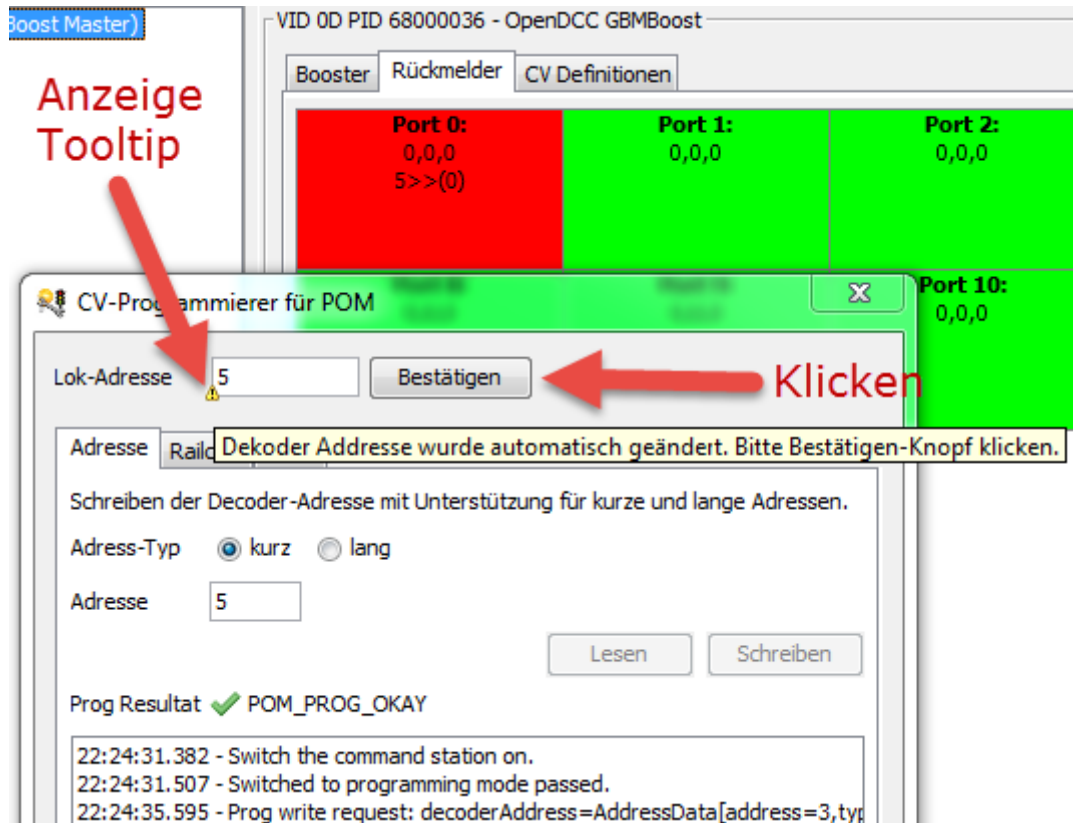 Boost Master)
VID 0D PID 68000036 - OpenDCC GBMBoost
Booster Rückmelder CV Definitionen
Anzeige
Tooltip
Port 0: Port 1: Port 2:
0,0,0 0,0,0 0,0,0
5>>(0)
CV-Programmierer für POM
Port 10:
0,0,0
Lok-Adresse 5 Bestätigen
Klicken
Adresse
Dekoder Addresse wurde automatisch geändert. Bitte Bestätigen-Knopf klicken.
Schreiben der Decoder-Adresse mit Unterstützung für kurze und lange Adressen.
Adress-Typ kurz lang
Adresse 5
Lesen Schreiben
Prog Resultat POM_PROG_OKAY
22:24:31.382 - Switch the command station on.
22:24:31.507 - Switched to programming mode passed.
22:24:35.595 - Prog write request: decoderAddress=AddressData[address=3,typ